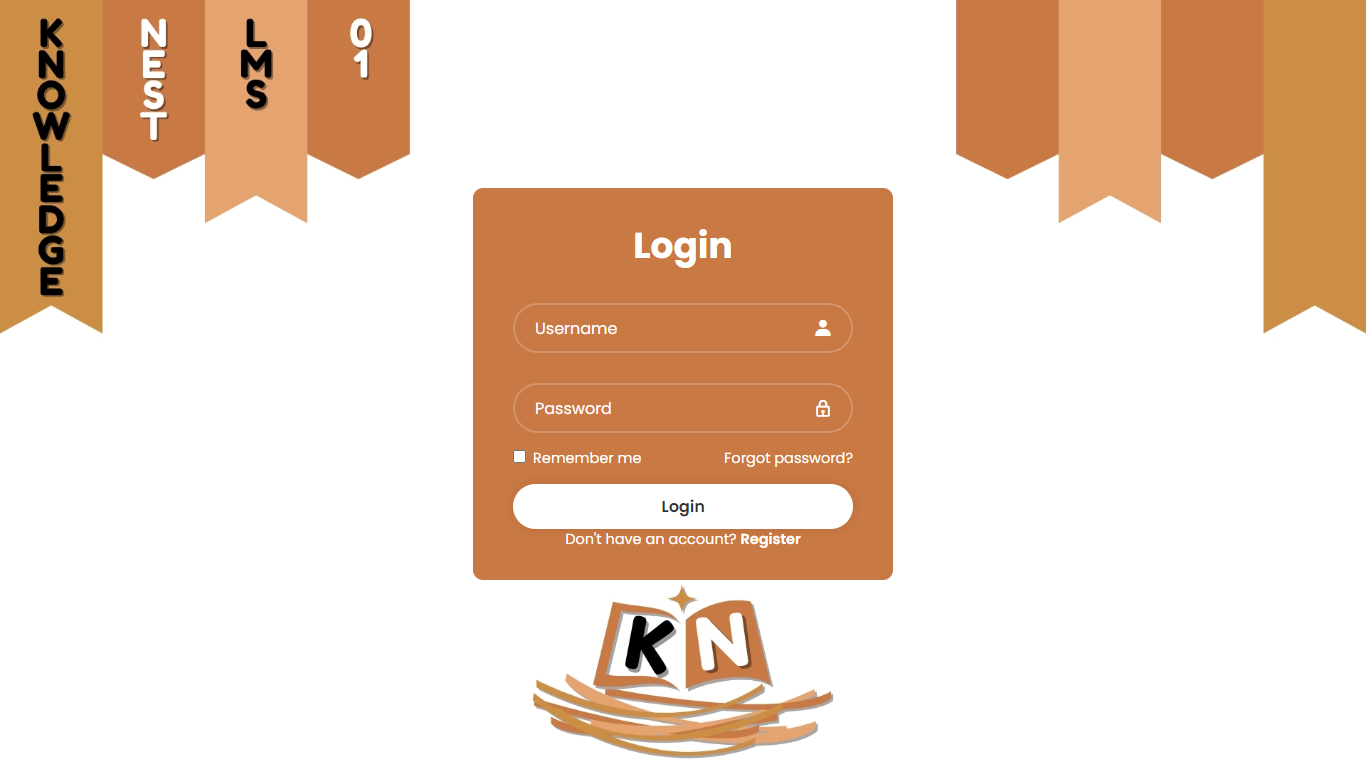 KNOWLEDGE
NEST
LMS
01
Login
Username
Password
Remember me
Forgot password?
Login
Don't have an account? Register
KN